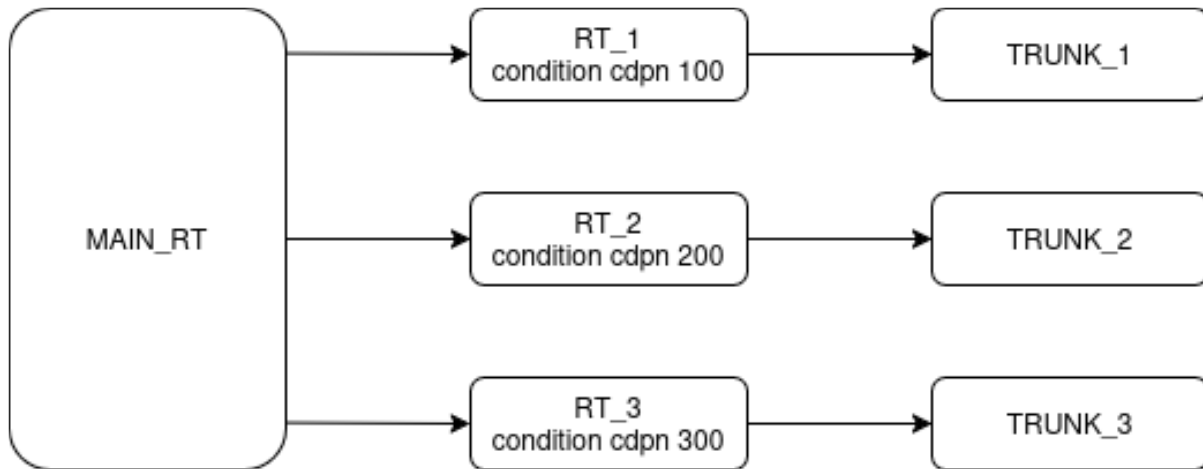 MAIN_RT
RT_1
condition cdpn 100
TRUNK_1
RT_2
condition cdpn 200
TRUNK_2
RT_3
condition cdpn 300
TRUNK_3